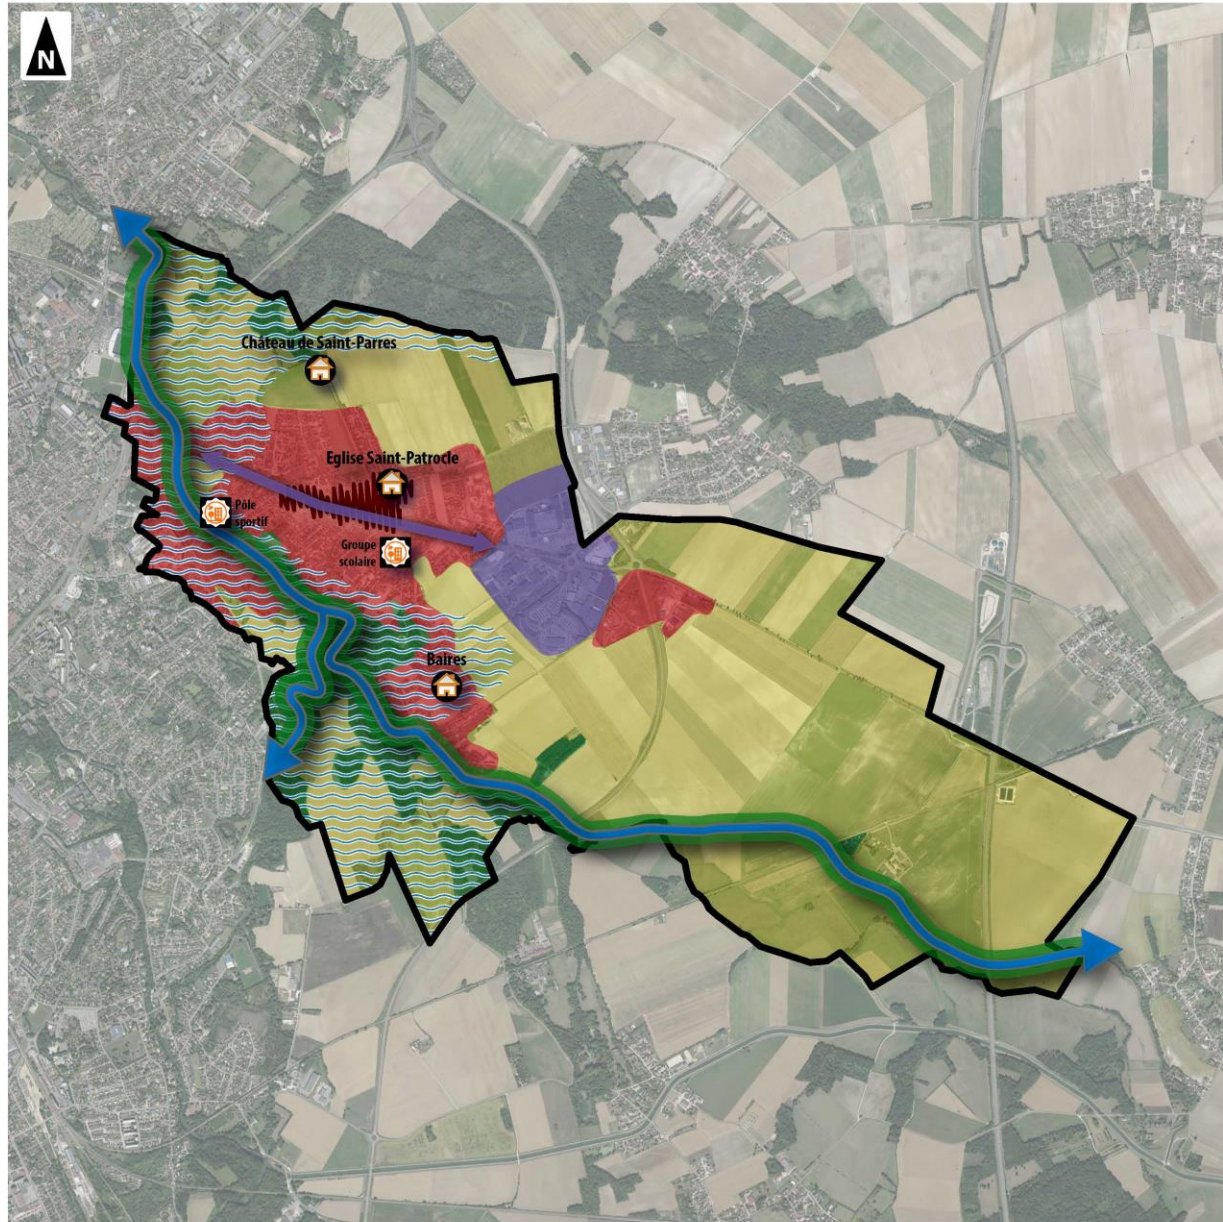 N
Château de Saint-Parres
Eglise Saint-Patrocle
Pôle
sportif
Groupe
scolaire
Baires